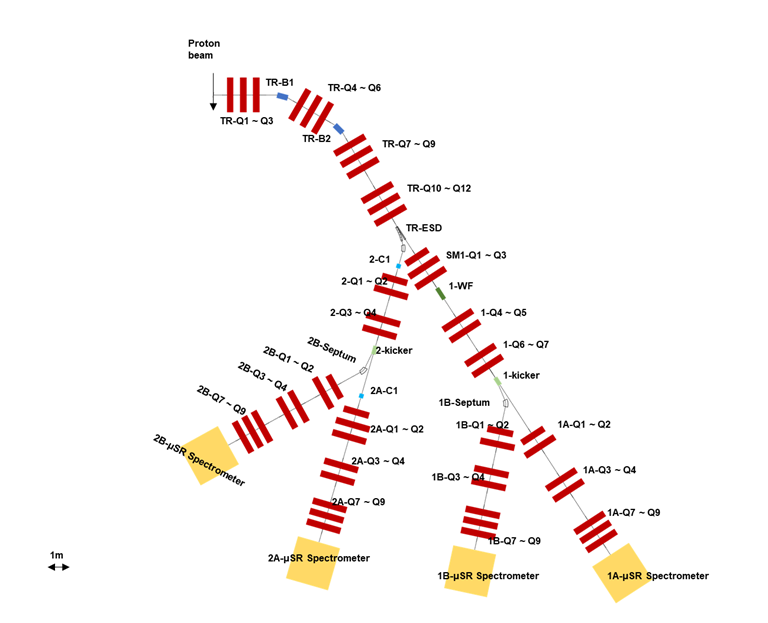 Proton
beam
TR-B1
TR-Q4 ~ Q6
TR-Q1 ~ Q3
TR-B2
TR-Q7 ~ Q9
TR-Q10 ~ Q12
TR-ESD
2-C1
SM1-Q1 ~ Q3
2-Q1 ~ Q2
1-WF
2-Q3 ~ Q4
1-Q4 ~ Q5
2B-Septum
2-kicker
1-Q6 ~ Q7
2B-Q1 ~ Q2
1-kicker
2B-Q3 ~ Q4
2A-C1
1B-Septum
2B-Q7 ~ Q9
2A-Q1 ~ Q2
1B-Q1 ~ Q2
1A-Q1 ~ Q2
2B-μSR Spectrometer
2A-Q3 ~ Q4
1B-Q3 ~ Q4
1A-Q3 ~ Q4
2A-Q7 ~ Q9
1A-Q7 ~ Q9
1B-Q7 ~ Q9
1m
2A-μSR Spectrometer
1B-μSR Spectrometer
1A-μSR Spectrometer